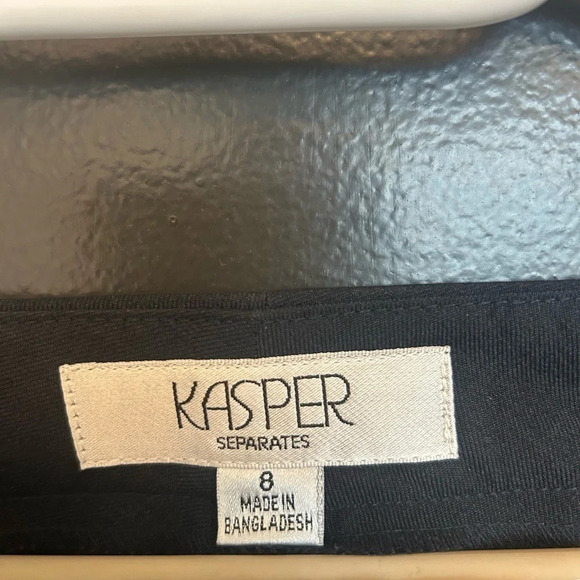 KASPER
SEPARATES
8
MADE IN
BANGLADESH